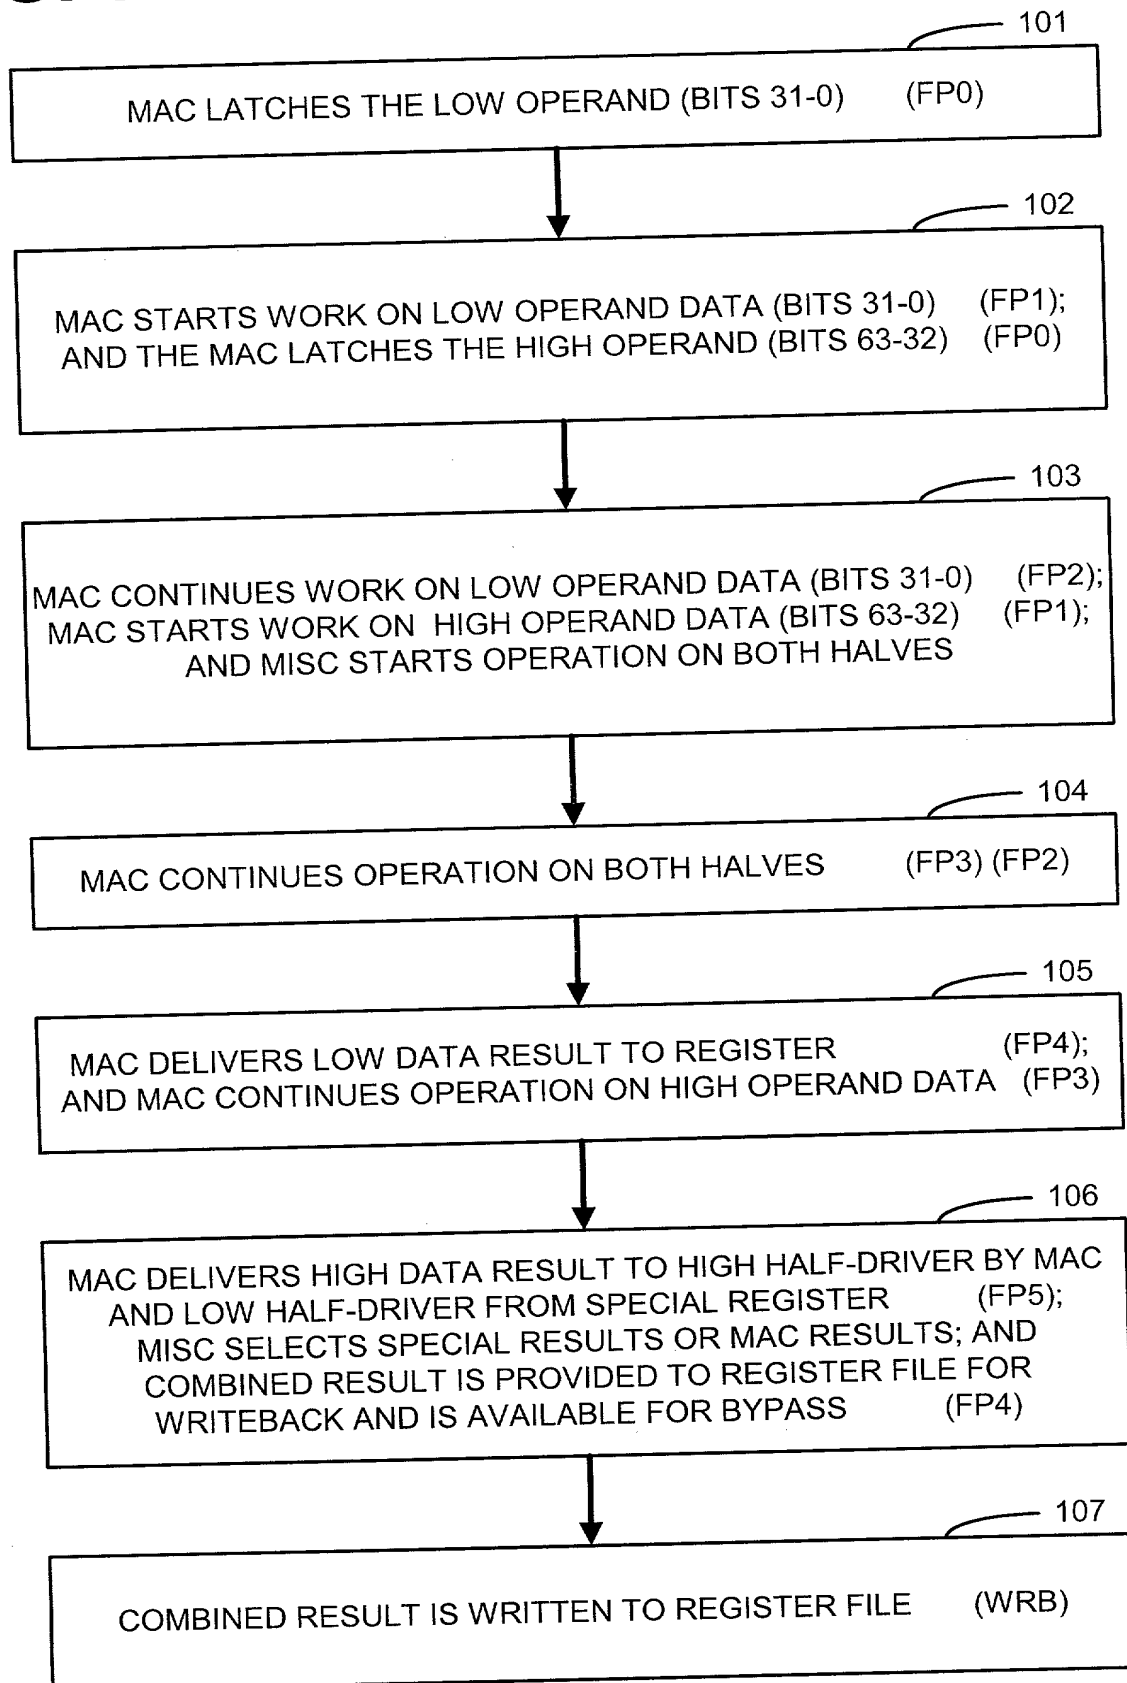 101
MAC LATCHES THE LOW OPERAND (BITS 31-0) (FP0)
102
MAC STARTS WORK ON LOW OPERAND DATA (BITS 31-0) (FP1);
AND THE MAC LATCHES THE HIGH OPERAND (BITS 63-32) (FP0)
103
MAC CONTINUES WORK ON LOW OPERAND DATA (BITS 31-0) (FP2);
MAC STARTS WORK ON HIGH OPERAND DATA (BITS 63-32) (FP1);
AND MISC STARTS OPERATION ON BOTH HALVES
104
MAC CONTINUES OPERATION ON BOTH HALVES (FP3) (FP2)
105
MAC DELIVERS LOW DATA RESULT TO REGISTER (FP4);
AND MAC CONTINUES OPERATION ON HIGH OPERAND DATA (FP3)
106
MAC DELIVERS HIGH DATA RESULT TO HIGH HALF-DRIVER BY MAC
AND LOW HALF-DRIVER FROM SPECIAL REGISTER (FP5);
MISC SELECTS SPECIAL RESULTS OR MAC RESULTS; AND
COMBINED RESULT IS PROVIDED TO REGISTER FILE FOR
WRITEBACK AND IS AVAILABLE FOR BYPASS (FP4)
107
COMBINED RESULT IS WRITTEN TO REGISTER FILE (WRB)